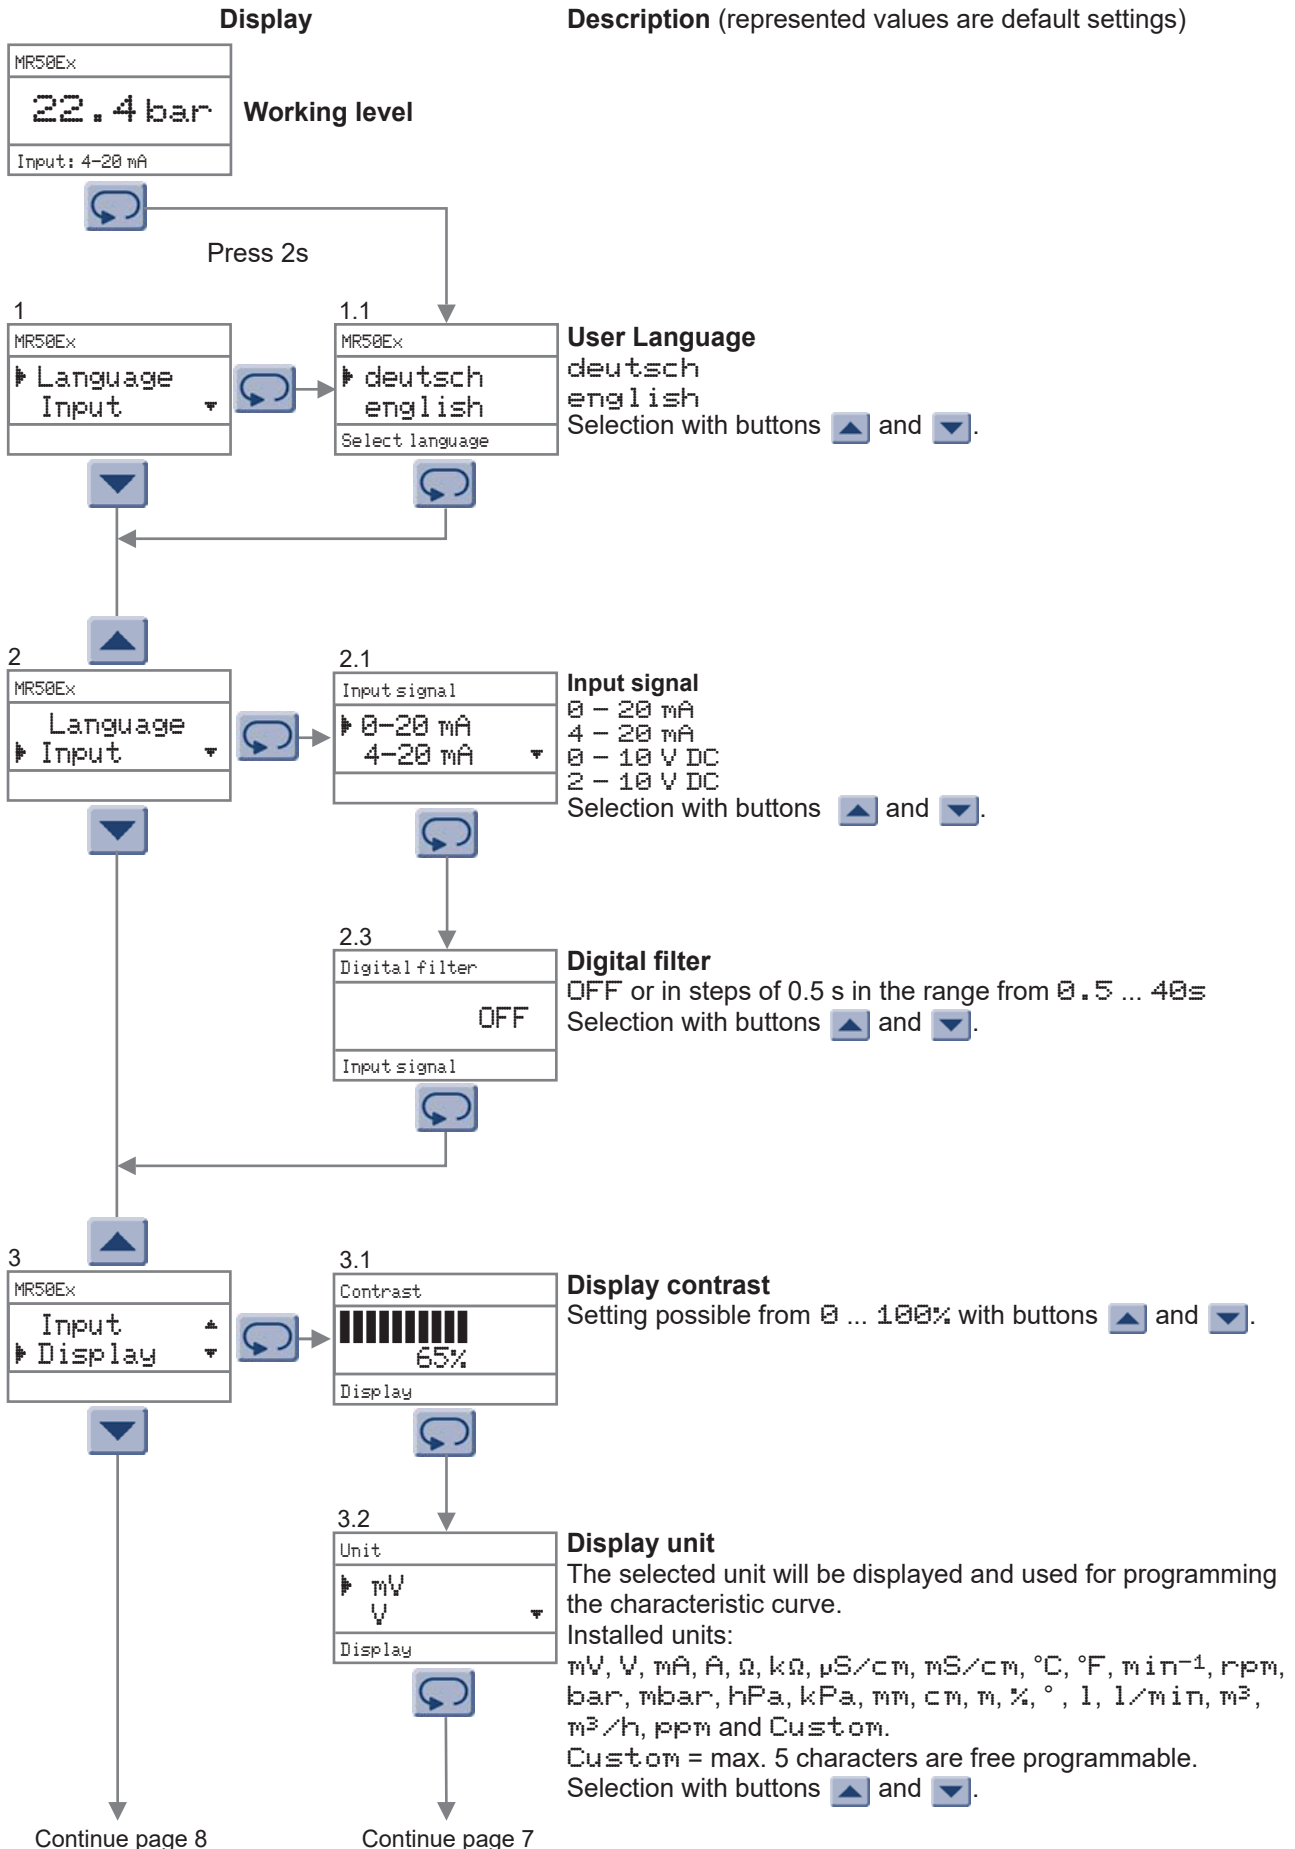 Display
Description (represented values are default settings)
MR50Ex
22.4 bar
Input: 4-20 mA
Working level
Press 2s
1
MR50Ex
Language
Input
1.1
MR50Ex
deutsch
english
Select language
User Language
deutsch
english
Selection with buttons and .
2
MR50Ex
Language
Input
2.1
Input signal
0-20 mA
4-20 mA
Input signal
0 – 20 mA
4 – 20 mA
0 – 10 V DC
2 – 10 V DC
Selection with buttons and .
2.3
Digital filter
OFF
Input signal
Digital filter
OFF or in steps of 0.5 s in the range from 0.5 ... 40s
Selection with buttons and .
3
MR50Ex
Input
Display
3.1
Contrast
65%
Display
Display contrast
Setting possible from 0 ... 100% with buttons and .
3.2
Unit
mV
V
Display
Display unit
The selected unit will be displayed and used for programming
the characteristic curve.
Installed units:
mV, V, mA, A, Ω, kΩ, µS/cm, mS/cm, °C, °F, min⁻¹, rpm,
bar, mbar, hPa, kPa, mm, cm, m, %, °, l, l/min, m³,
m³/h, ppm and Custom.
Custom = max. 5 characters are free programmable.
Selection with buttons and .
Continue page 8
Continue page 7